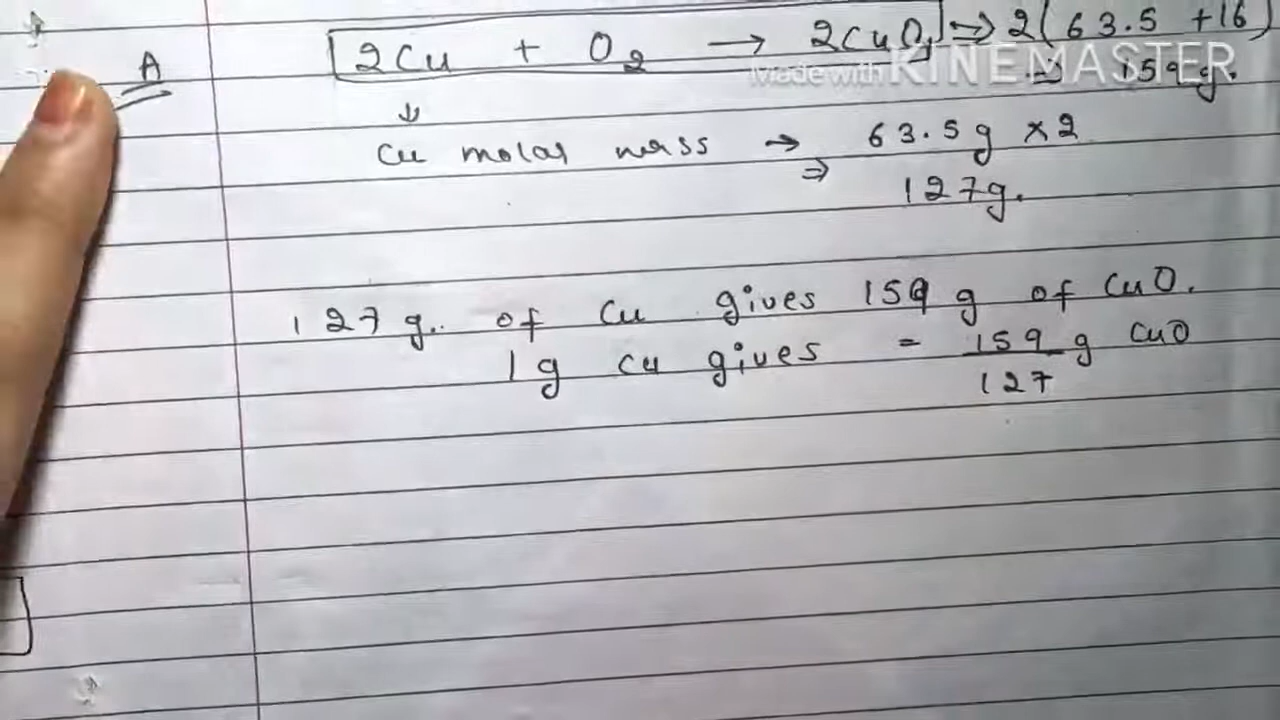 2Cu + O2 → 2CuO ⇒ 2(63.5 +16)
A
Made with KINEMASTER
⇒ 159g.
↓
Cu molar mass → 63.5g ×2
⇒ 127g.
127g. of Cu gives 159 g of CuO.
1g Cu gives = 159/127 g CuO